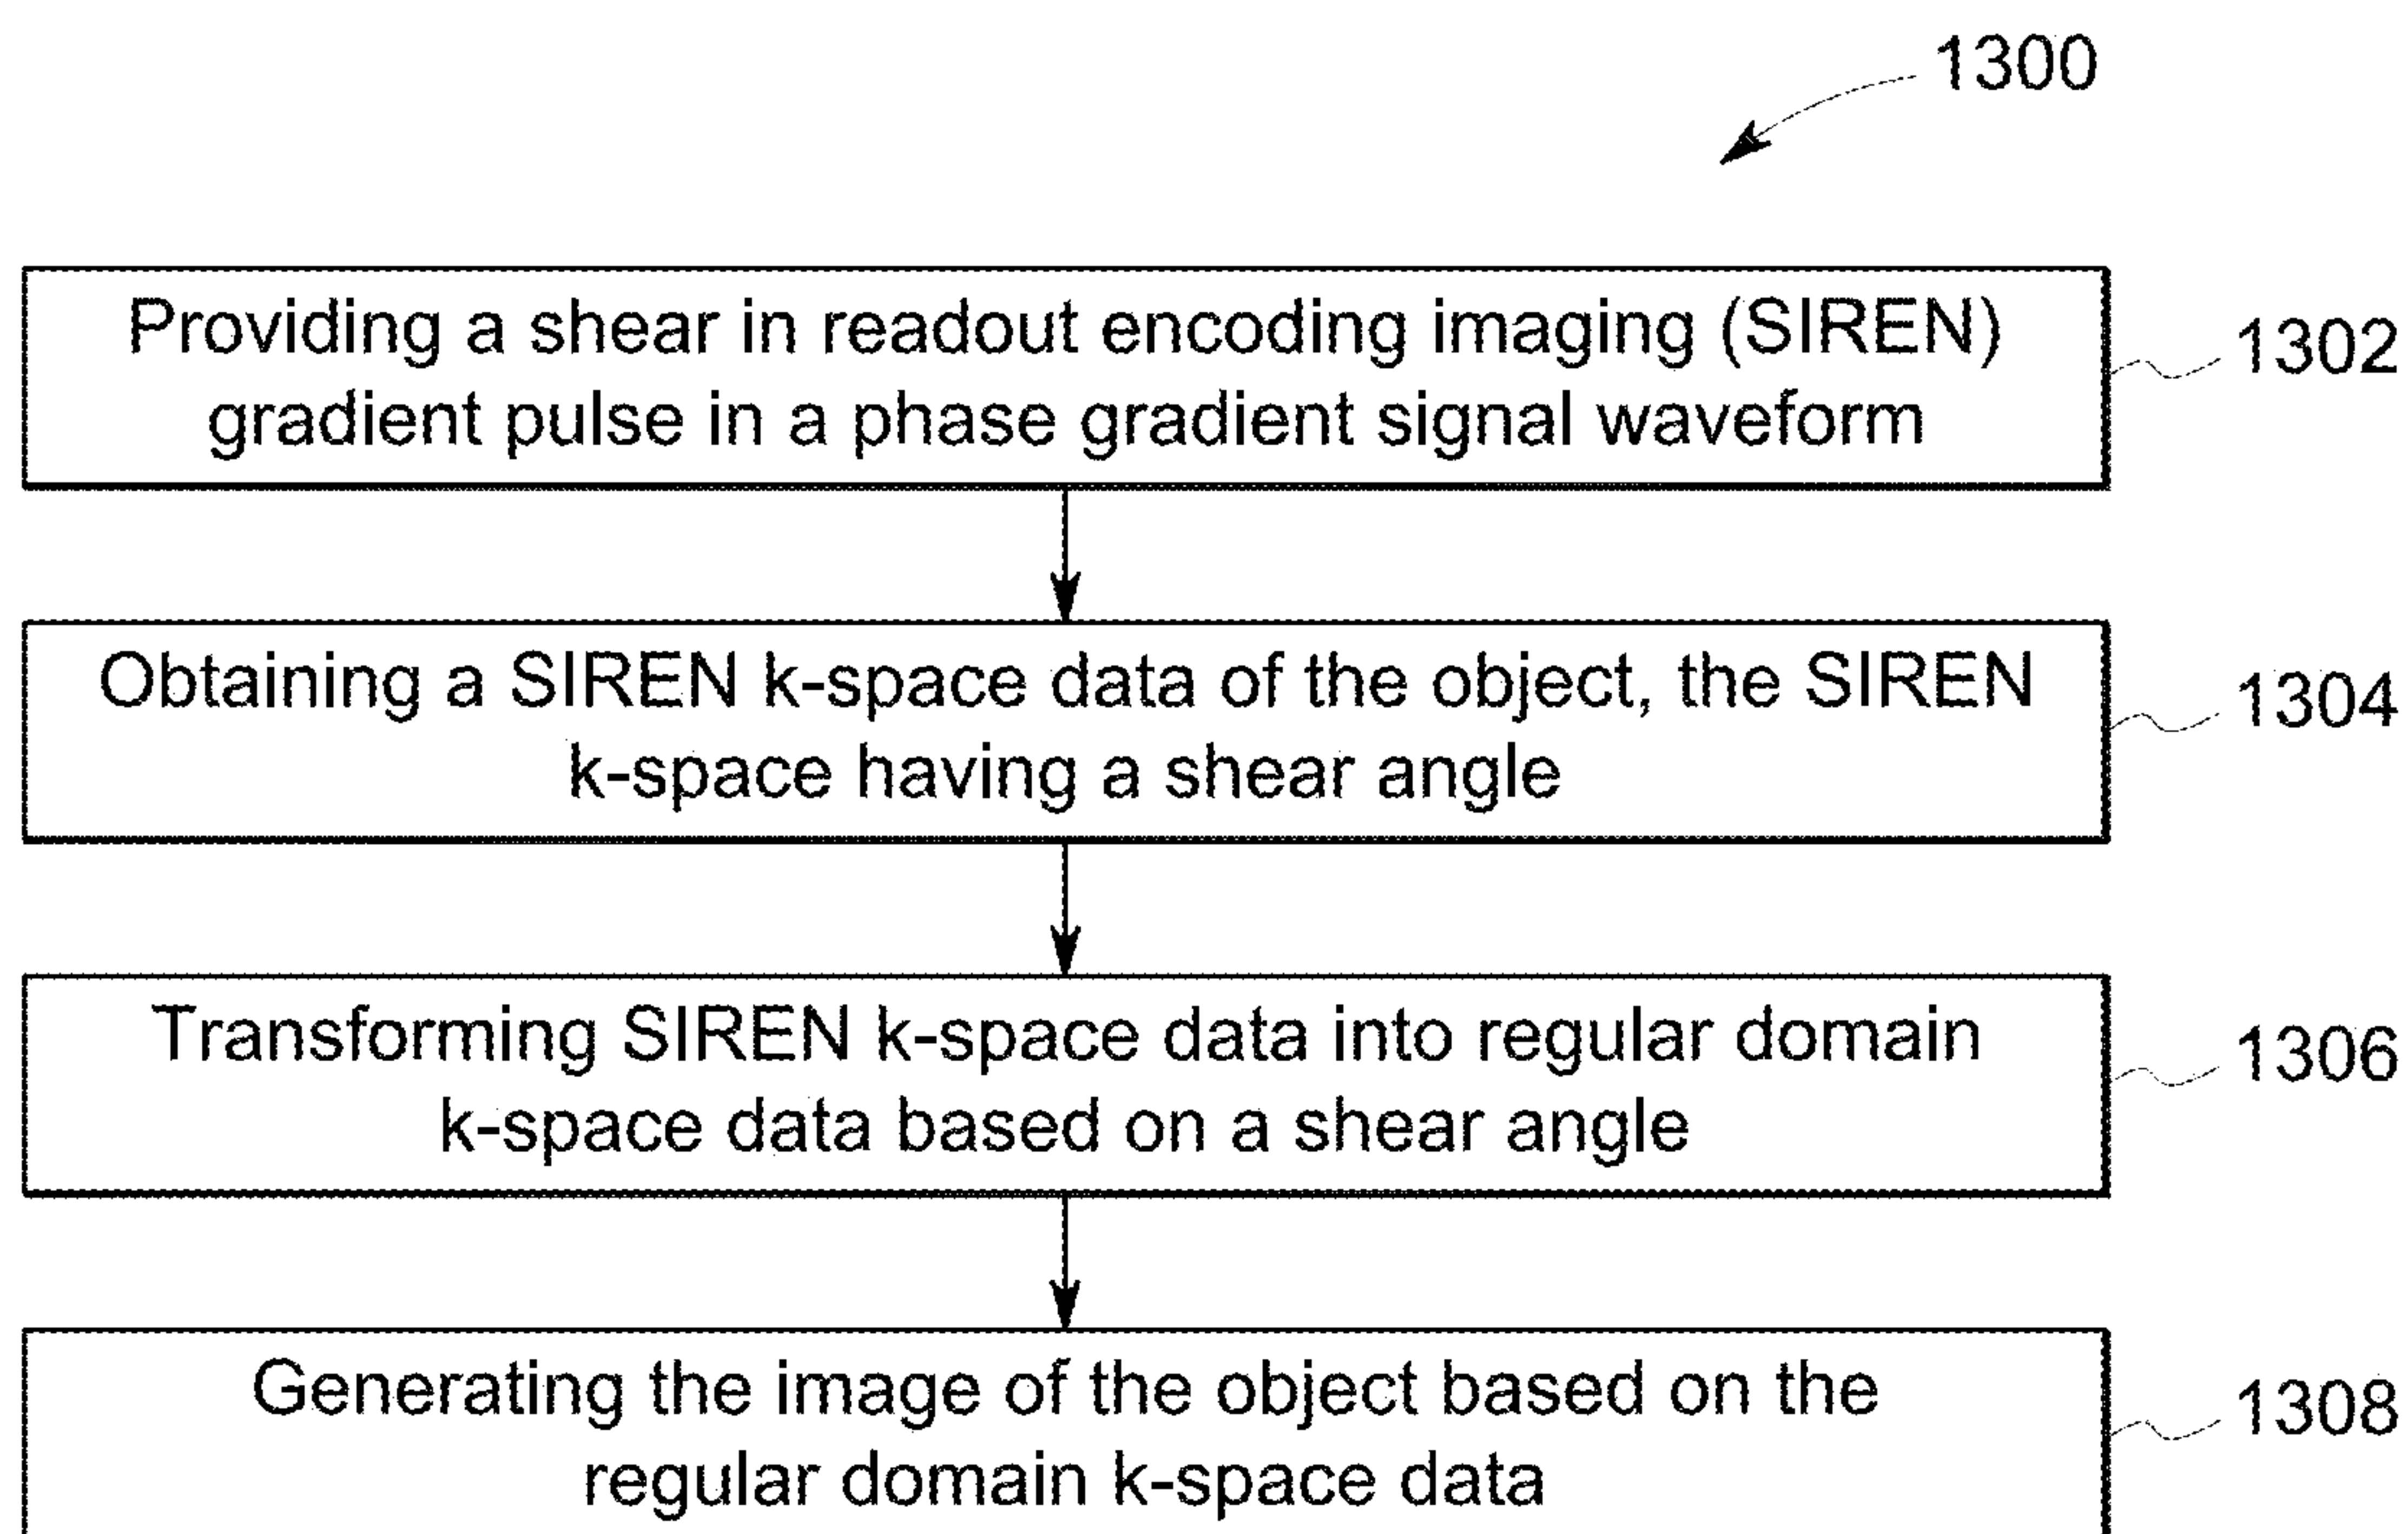 1300
Providing a shear in readout encoding imaging (SIREN)
gradient pulse in a phase gradient signal waveform
1302
Obtaining a SIREN k-space data of the object, the SIREN
k-space having a shear angle
1304
Transforming SIREN k-space data into regular domain
k-space data based on a shear angle
1306
Generating the image of the object based on the
regular domain k-space data
1308